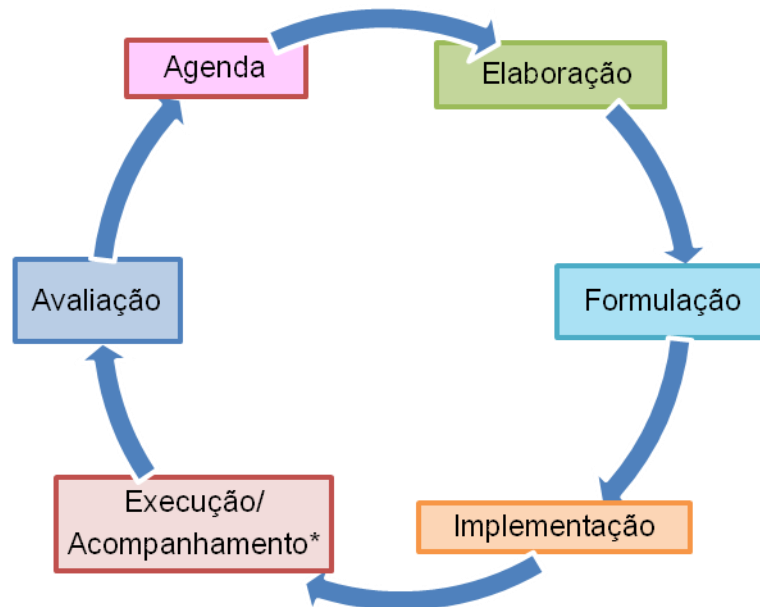 Agenda
Elaboração
Formulação
Implementação
Execução/
Acompanhamento*
Avaliação